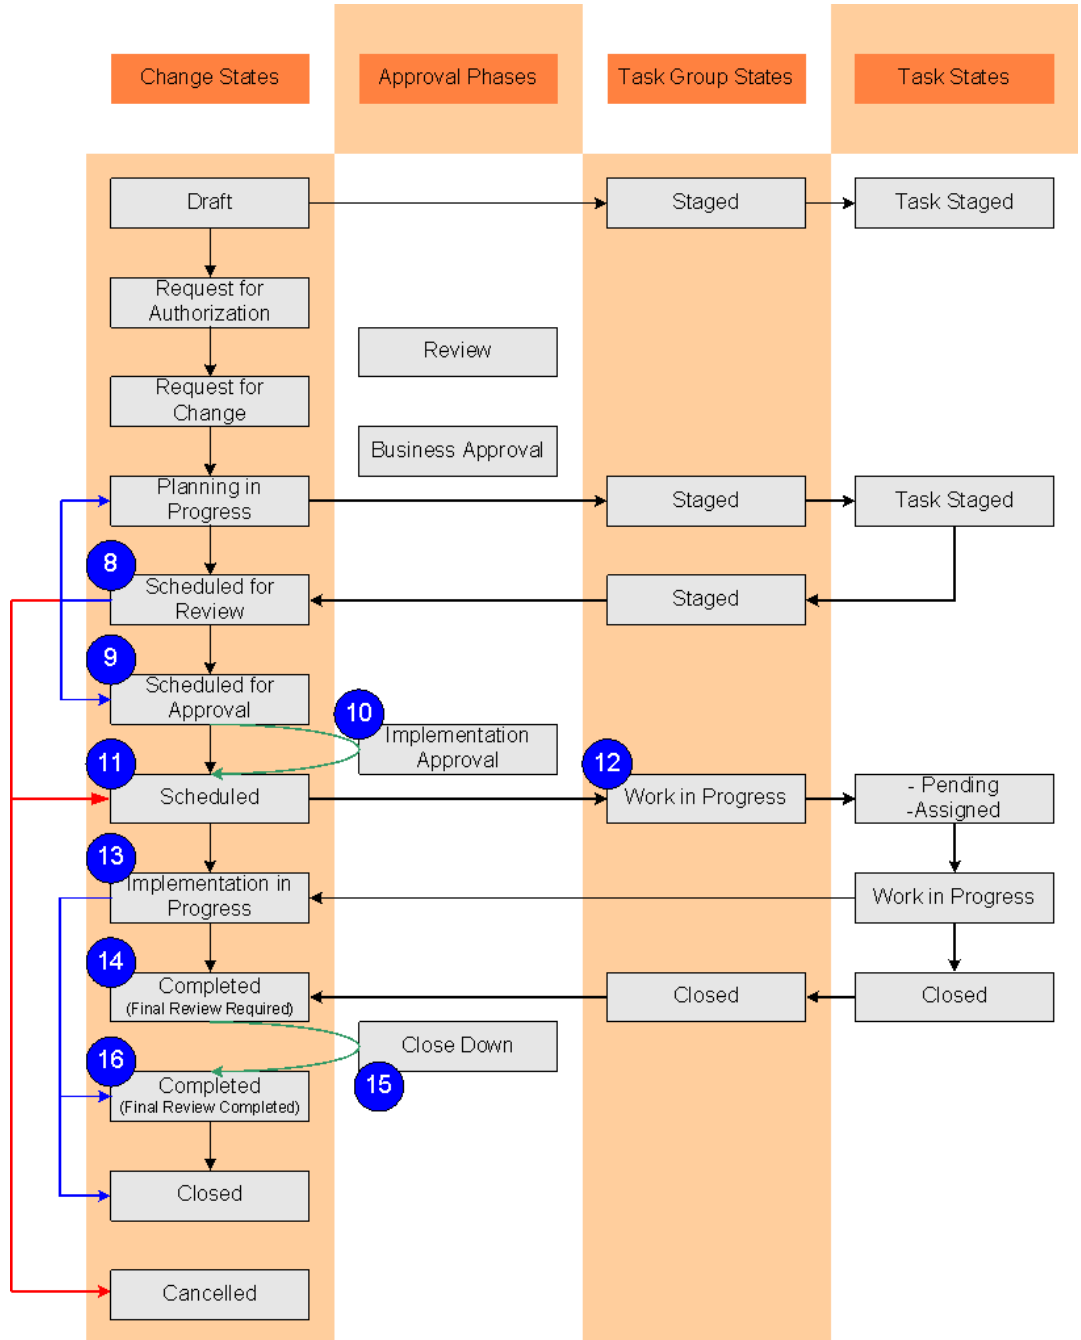 Change States
Approval Phases
Task Group States
Task States
Draft
Staged
Task Staged
Request for
Authorization
Review
Request for
Change
Business Approval
Planning in
Progress
Staged
Task Staged
8
Scheduled for
Review
Staged
9
Scheduled for
Approval
10
Implementation
Approval
11
Scheduled
12
Work in Progress
- Pending
-Assigned
13
Implementation in
Progress
Work in Progress
14
Completed
(Final Review Required)
Closed
Closed
Close Down
15
16
Completed
(Final Review Completed)
Closed
Cancelled